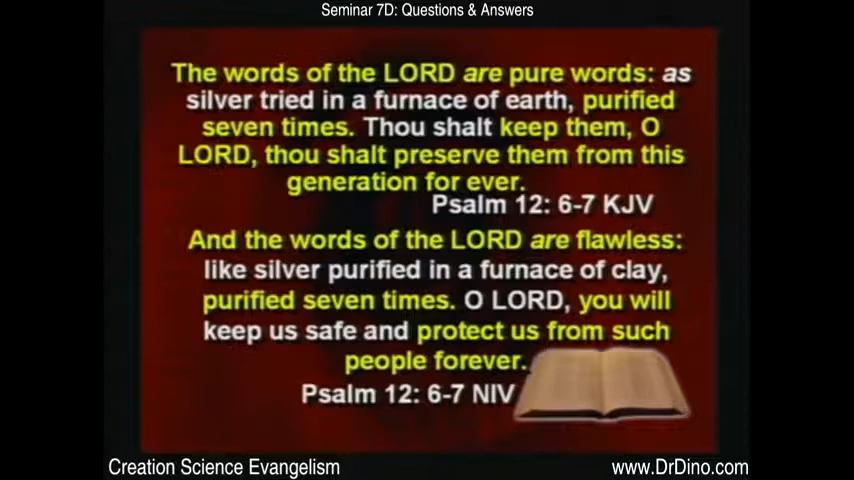 Seminar 7D: Questions & Answers
The words of the LORD are pure words: as
silver tried in a furnace of earth, purified
seven times. Thou shalt keep them, O
LORD, thou shalt preserve them from this
generation for ever.
Psalm 12: 6-7 KJV
And the words of the LORD are flawless:
like silver purified in a furnace of clay,
purified seven times. O LORD, you will
keep us safe and protect us from such
people forever.
Psalm 12: 6-7 NIV
Creation Science Evangelism
www.DrDino.com